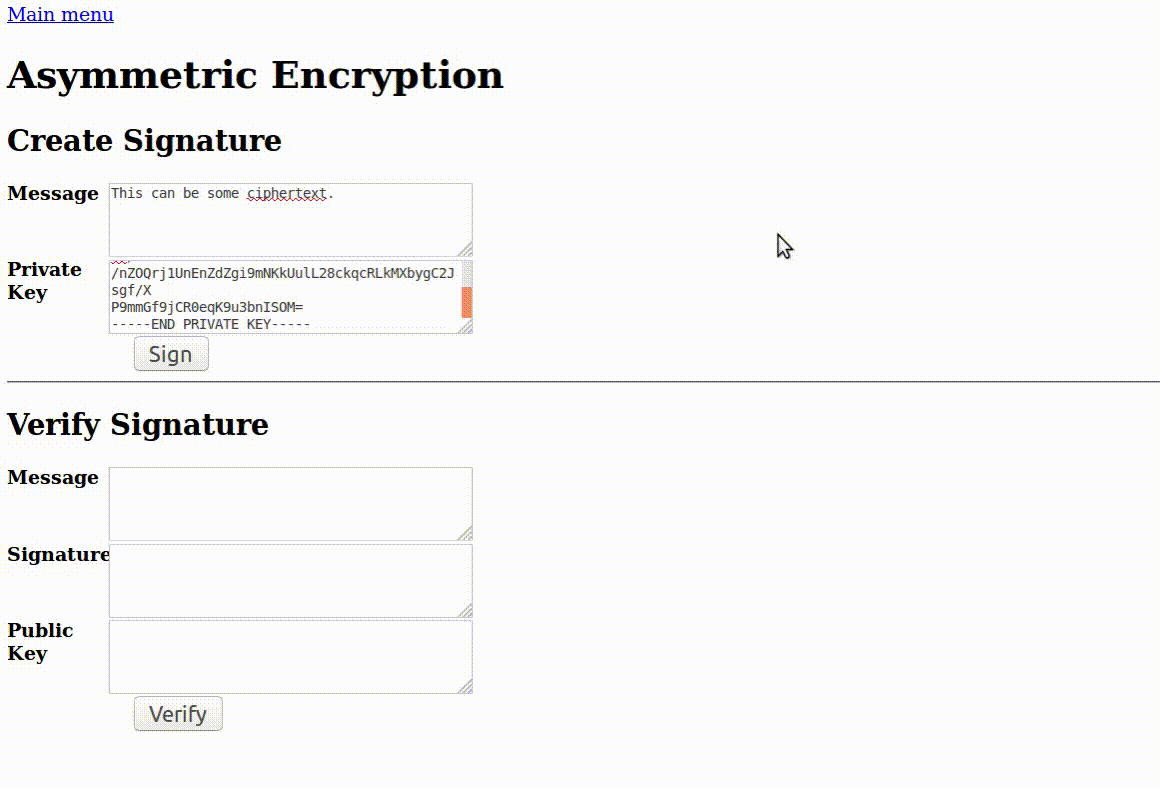 Main menu
Asymmetric Encryption
Create Signature
Message
This can be some ciphertext.
Private
Key
/nZOQrj1UnEnZdZgi9mNKkUulL28ckqcRLkMXbygC2J
sgf/X
P9mmGf9jCR0eqK9u3bnISOM=
-----END PRIVATE KEY-----
Sign
Verify Signature
Message
Signature
Public
Key
Verify